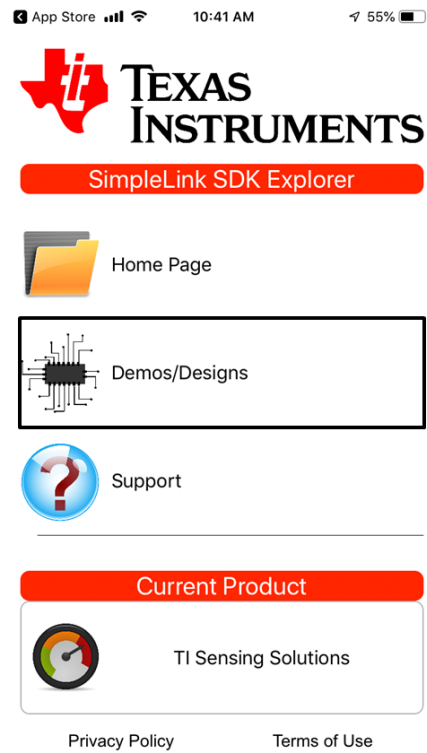 App Store 10:41 AM 55%
TEXAS
INSTRUMENTS
SimpleLink SDK Explorer
Home Page
Demos/Designs
?
Support
Current Product
TI Sensing Solutions
Privacy Policy Terms of Use